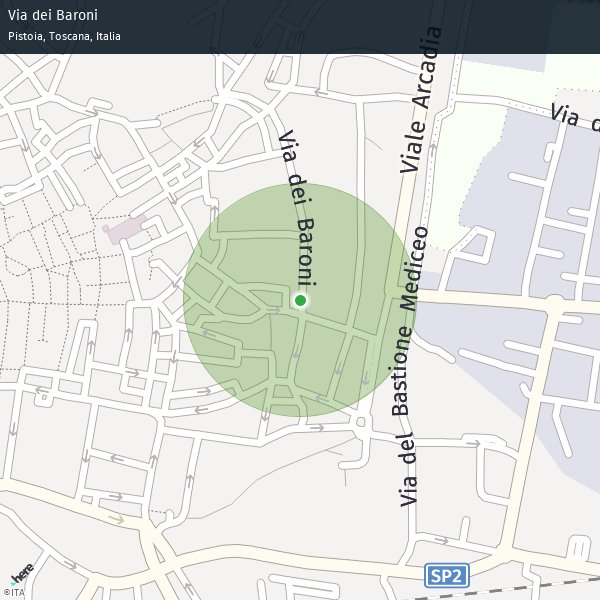 Via dei Baroni
Pistoia, Toscana, Italia
Viale Arcadia
Via d
Via dei Baroni
Via del Bastione Mediceo
SP2
here
©ITA